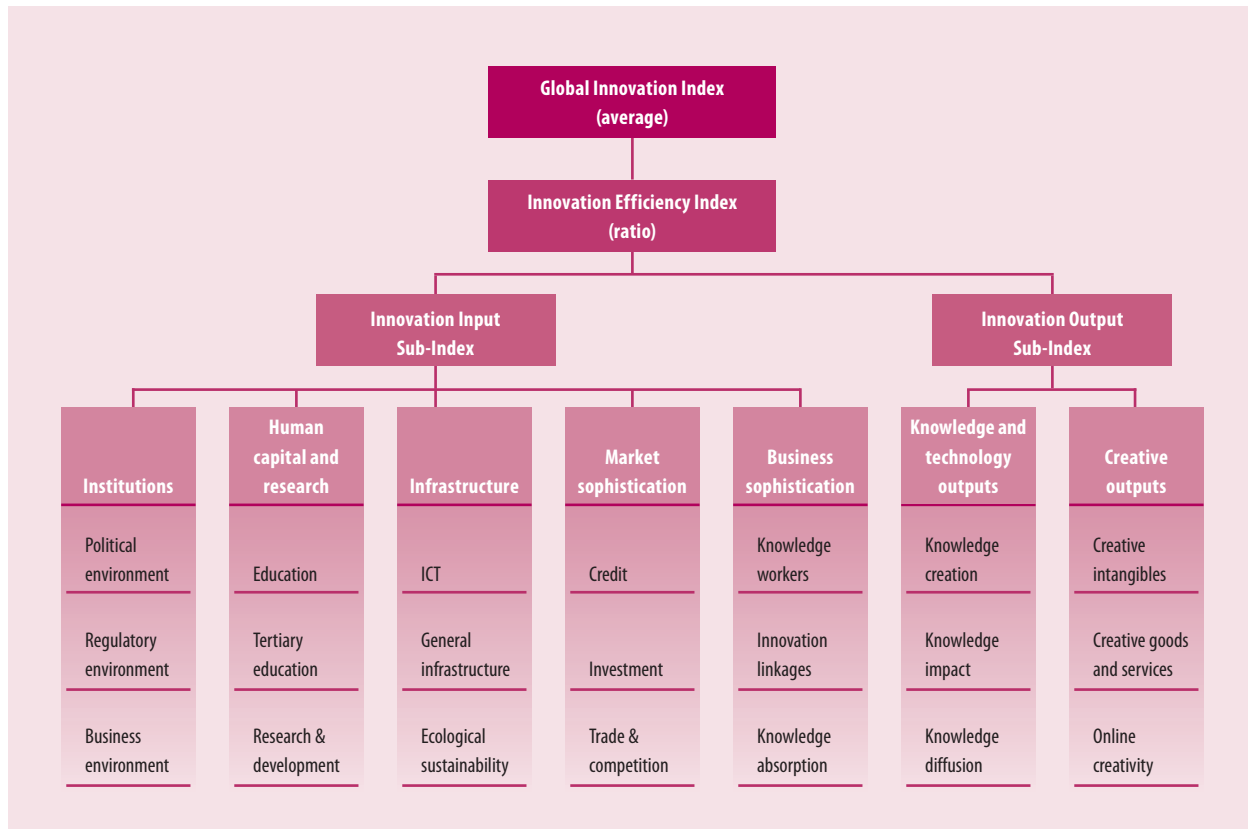 Global Innovation Index
(average)
Innovation Efficiency Index
(ratio)
Innovation Input
Sub-Index
Innovation Output
Sub-Index
Institutions
Human
capital and
research
Infrastructure
Market
sophistication
Business
sophistication
Knowledge and
technology
outputs
Creative
outputs
Political
environment
Education
ICT
Credit
Knowledge
workers
Knowledge
creation
Creative
intangibles
Regulatory
environment
Tertiary
education
General
infrastructure
Investment
Innovation
linkages
Knowledge
impact
Creative goods
and services
Business
environment
Research &
development
Ecological
sustainability
Trade &
competition
Knowledge
absorption
Knowledge
diffusion
Online
creativity